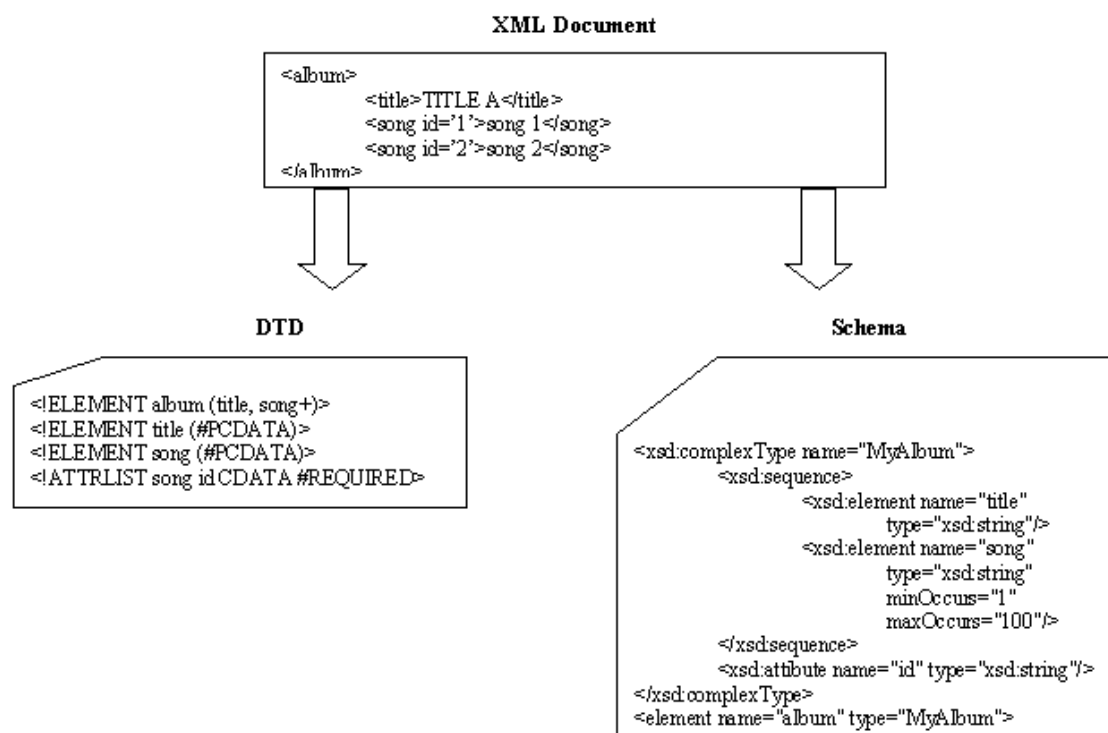 XML Document
<album>
<title>TITLE A</title>
<song id='1'>song 1</song>
<song id='2'>song 2</song>
</album>
DTD
<!ELEMENT album (title, song+)>
<!ELEMENT title (#PCDATA)>
<!ELEMENT song (#PCDATA)>
<!ATTRLIST song id CDATA #REQUIRED>
Schema
<xsd:complexType name="MyAlbum">
<xsd:sequence>
<xsd:element name="title"
type="xsd:string"/>
<xsd:element name="song"
type="xsd:string"
minOccurs="1"
maxOccurs="100"/>
</xsd:sequence>
<xsd:attibute name="id" type="xsd:string"/>
</xsd:complexType>
<element name="album" type="MyAlbum">